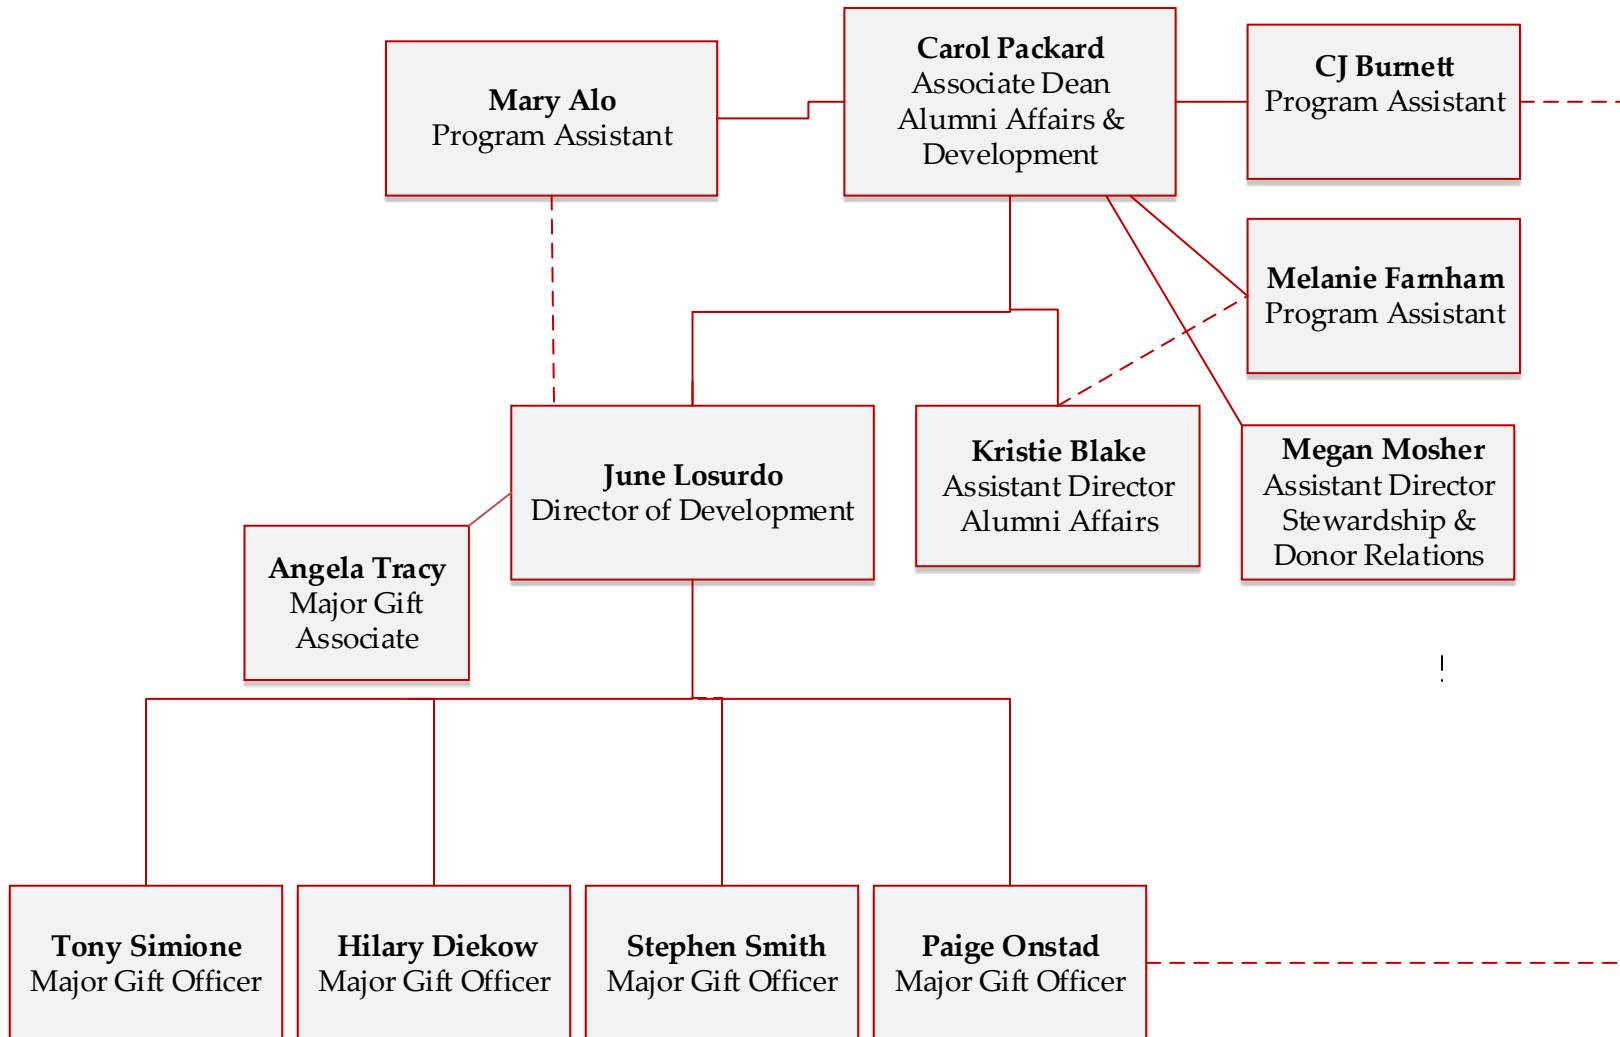 Carol Packard
Associate Dean
Alumni Affairs &
Development
CJ Burnett
Program Assistant
Mary Alo
Program Assistant
Melanie Farnham
Program Assistant
June Losurdo
Director of Development
Kristie Blake
Assistant Director
Alumni Affairs
Megan Mosher
Assistant Director
Stewardship &
Donor Relations
Angela Tracy
Major Gift
Associate
Tony Simione
Major Gift Officer
Hilary Diekow
Major Gift Officer
Stephen Smith
Major Gift Officer
Paige Onstad
Major Gift Officer